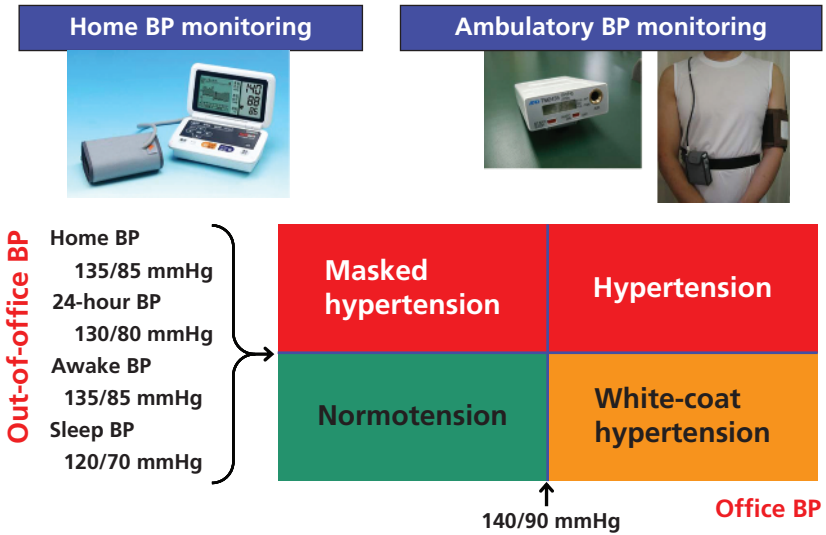 Home BP monitoring
Ambulatory BP monitoring
140
88
Out-of-office BP
Home BP
135/85 mmHg
24-hour BP
130/80 mmHg
Awake BP
135/85 mmHg
Sleep BP
120/70 mmHg
Masked
hypertension
Hypertension
Normotension
White-coat
hypertension
140/90 mmHg
Office BP